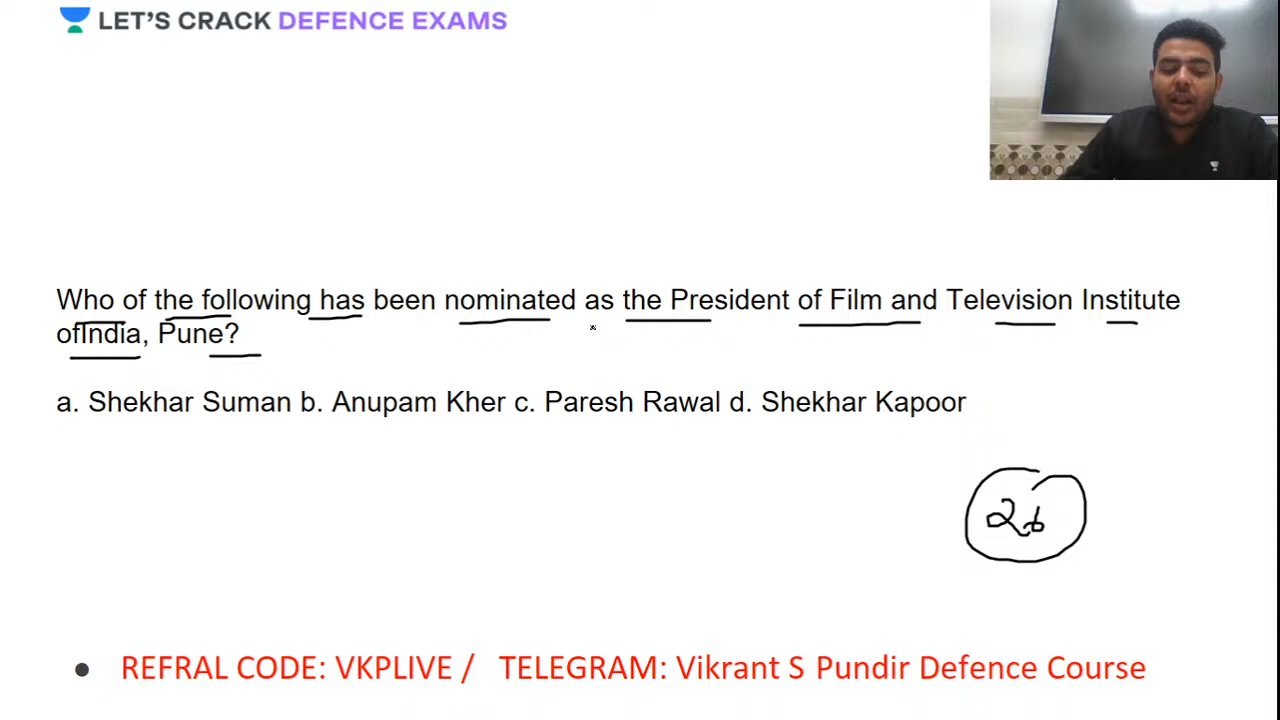 LET'S CRACK DEFENCE EXAMS
Who of the following has been nominated as the President of Film and Television Institute
ofIndia, Pune?
a. Shekhar Suman b. Anupam Kher c. Paresh Rawal d. Shekhar Kapoor
26
REFRAL CODE: VKPLIVE / TELEGRAM: Vikrant S Pundir Defence Course